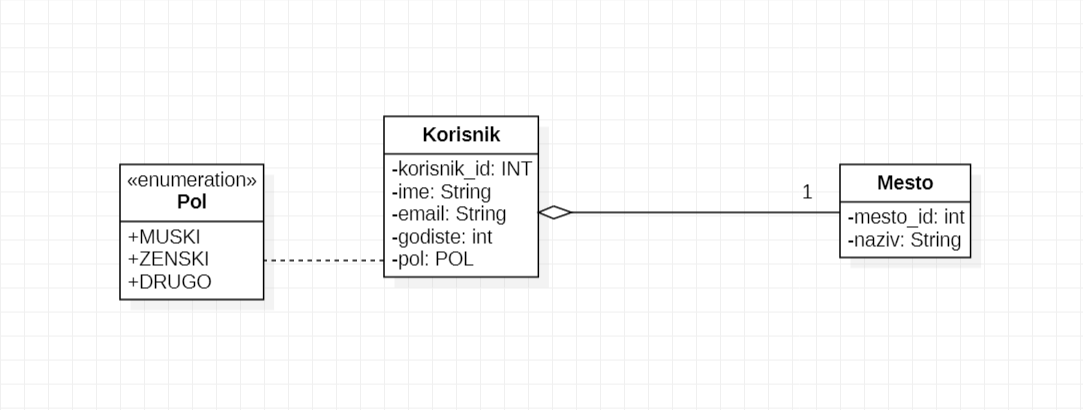 «enumeration»
Pol
+MUSKI
+ZENSKI
+DRUGO
Korisnik
-korisnik_id: INT
-ime: String
-email: String
-godiste: int
-pol: POL
1
Mesto
-mesto_id: int
-naziv: String